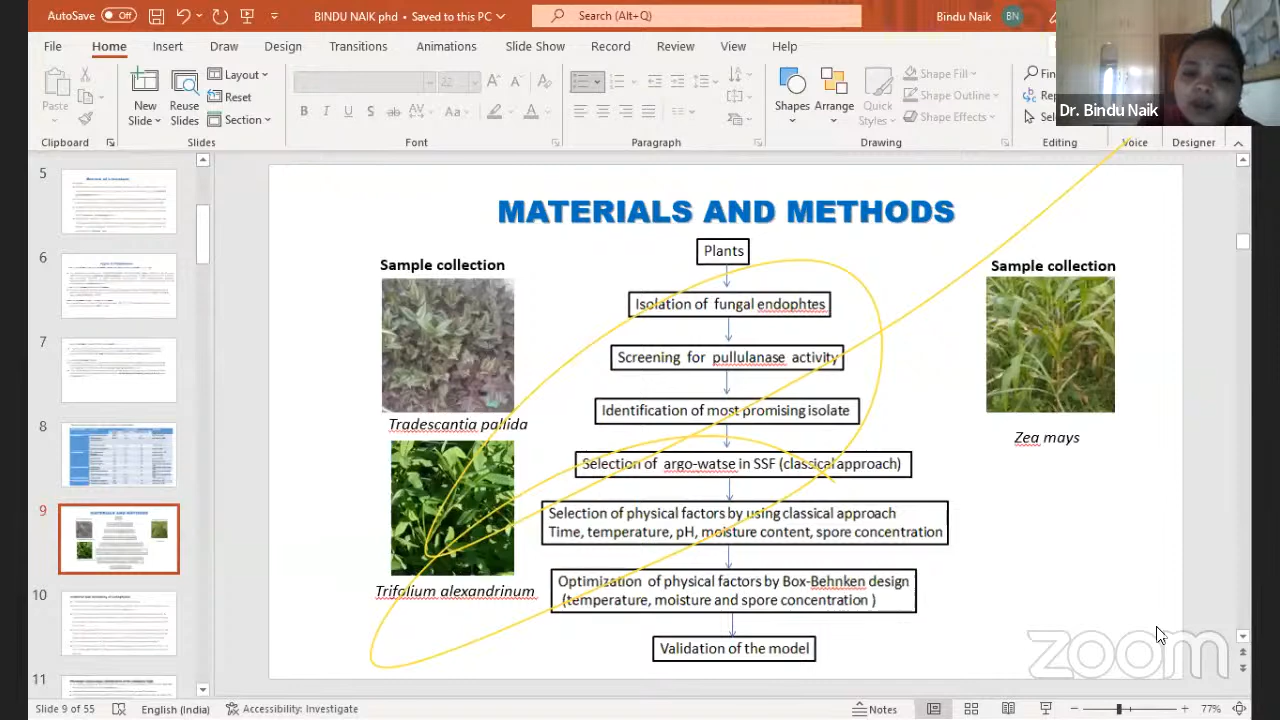 AutoSave
Off
BINDU NAIK phd • Saved to this PC
Search (Alt+Q)
Bindu Naik
BN
File
Home
Insert
Draw
Design
Transitions
Animations
Slide Show
Record
Review
View
Help
Paste
New
Slide
Reuse
Slides
Layout
Reset
Section
Shapes
Arrange
Quick
Styles
Shape Fill
Shape Outline
Shape Effects
Dr. Bindu Naik
Clipboard
Slides
Font
Paragraph
Drawing
Editing
Voice
Designer
5
6
7
8
9
10
11
MATERIALS AND METHODS
Plants
Sample collection
Sample collection
Isolation of fungal endophtes
Screening for pullulanase activity
Identification of most promising isolate
Tradescantia pallida
Zea mays
Selection of argo-watse in SSF (classical approach)
Selection of physical factors by using classical approach
Time, temperature, pH, moisture content, spore concentration
Optimization of physical factors by Box-Behnken design
temperature, moisture and spore concentration )
Trifolium alexandrinum
Validation of the model
zoom
Slide 9 of 55
English (India)
Accessibility: Investigate
Notes
77%